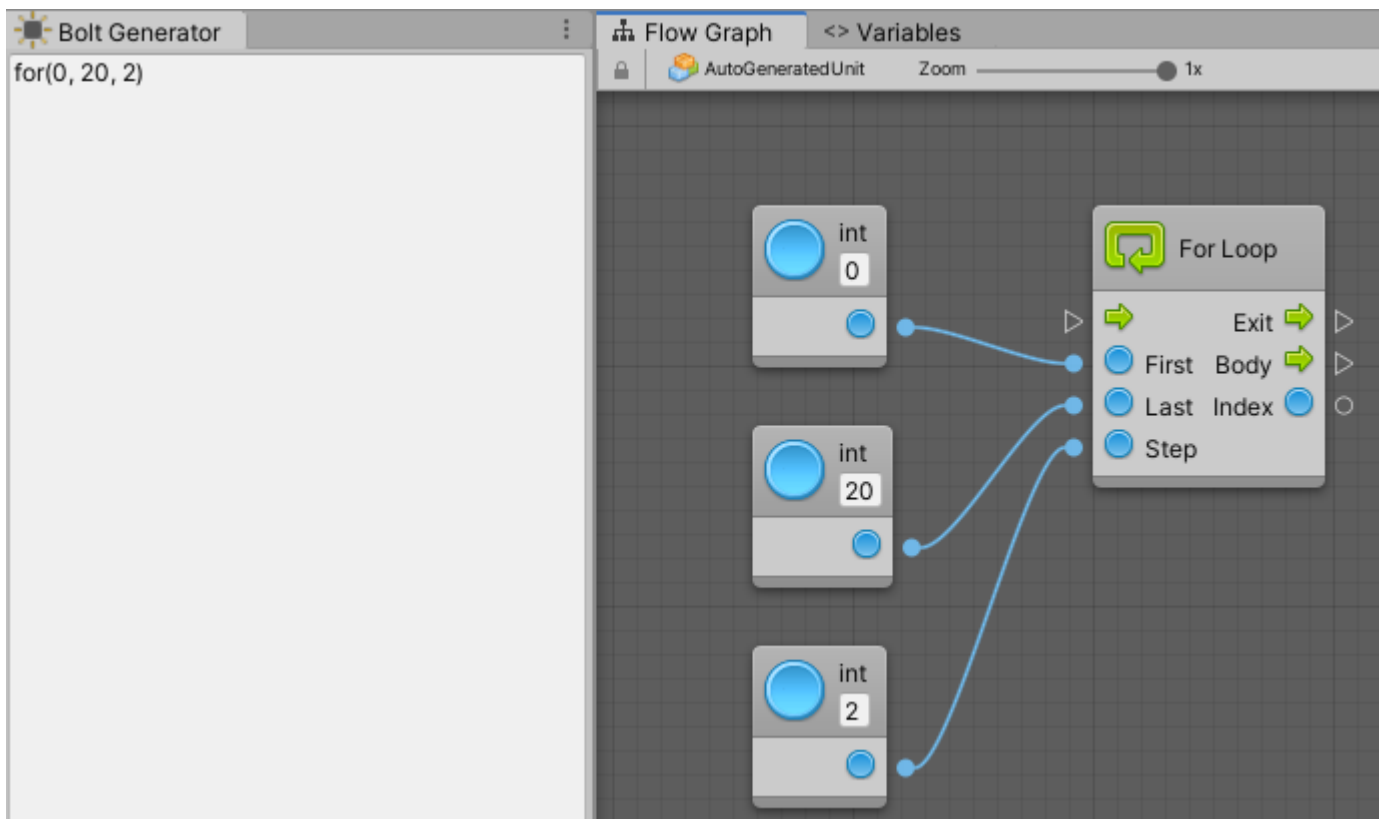 Bolt Generator
for(0, 20, 2)
Flow Graph
<> Variables
AutoGeneratedUnit
Zoom
1x
int
0
For Loop
Exit
First Body
Last Index
Step
int
20
int
2